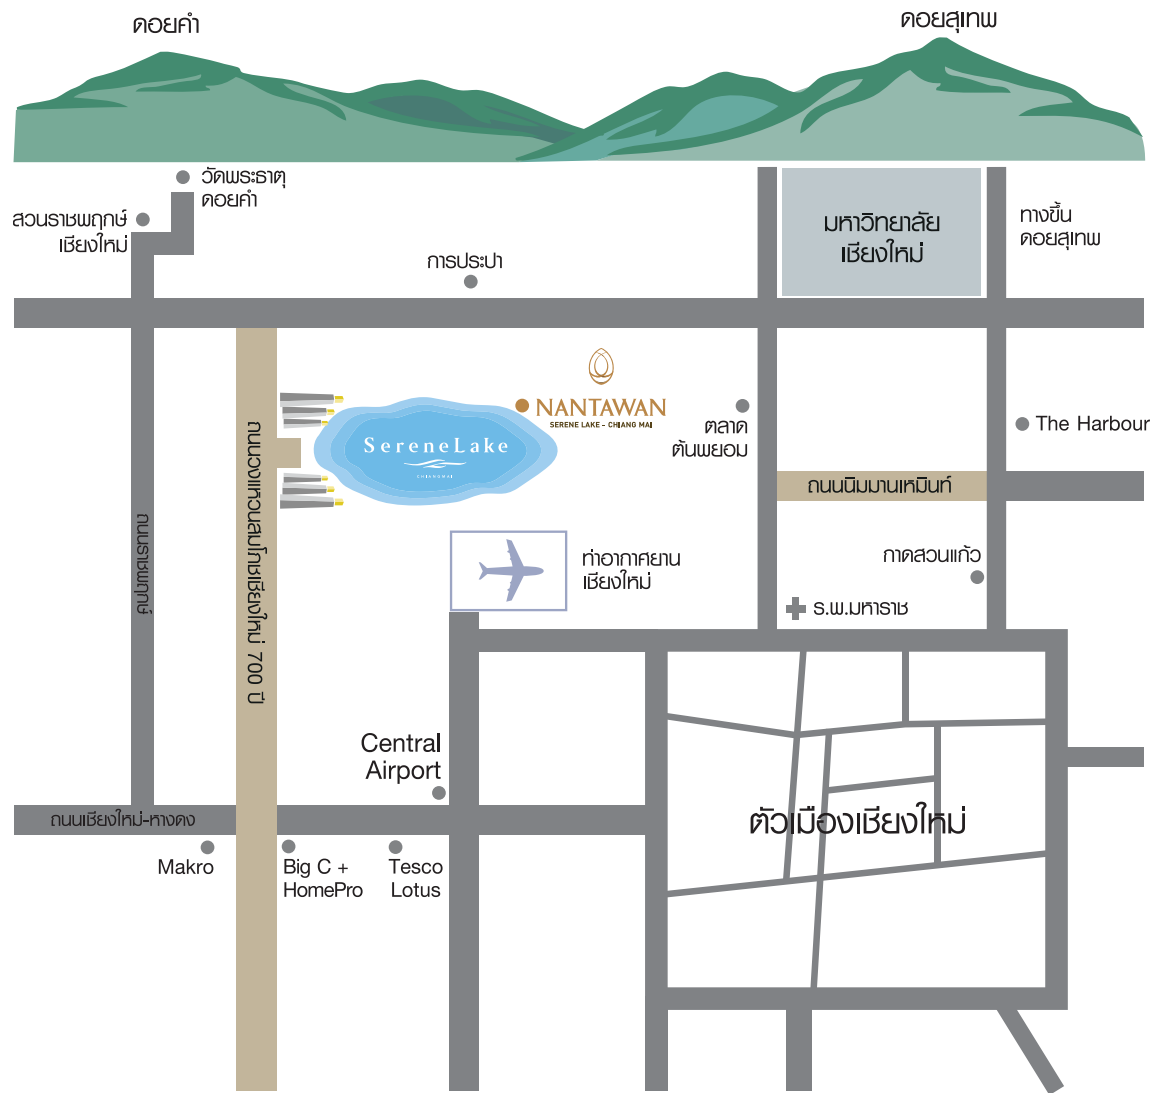 ดอยคำ
ดอยสุเทพ
วัดพระธาตุ
ดอยคำ
สวนราชพฤกษ์
เชียงใหม่
การประปา
มหาวิทยาลัย
เชียงใหม่
ทางขึ้น
ดอยสุเทพ
NANTAWAN
SERENE LAKE - CHIANG MAI
SereneLake
CHIANGMAI
ตลาด
ต้นพยอม
The Harbour
ถนนนิมมานเหมินท์
ถนนวงแหวนสมโภชเชียงใหม่ 700 ปี
ถนนราชพฤกษ์
ท่าอากาศยาน
เชียงใหม่
กาดสวนแก้ว
ร.พ.มหาราช
Central
Airport
ถนนเชียงใหม่-หางดง
ตัวเมืองเชียงใหม่
Makro
Big C +
HomePro
Tesco
Lotus